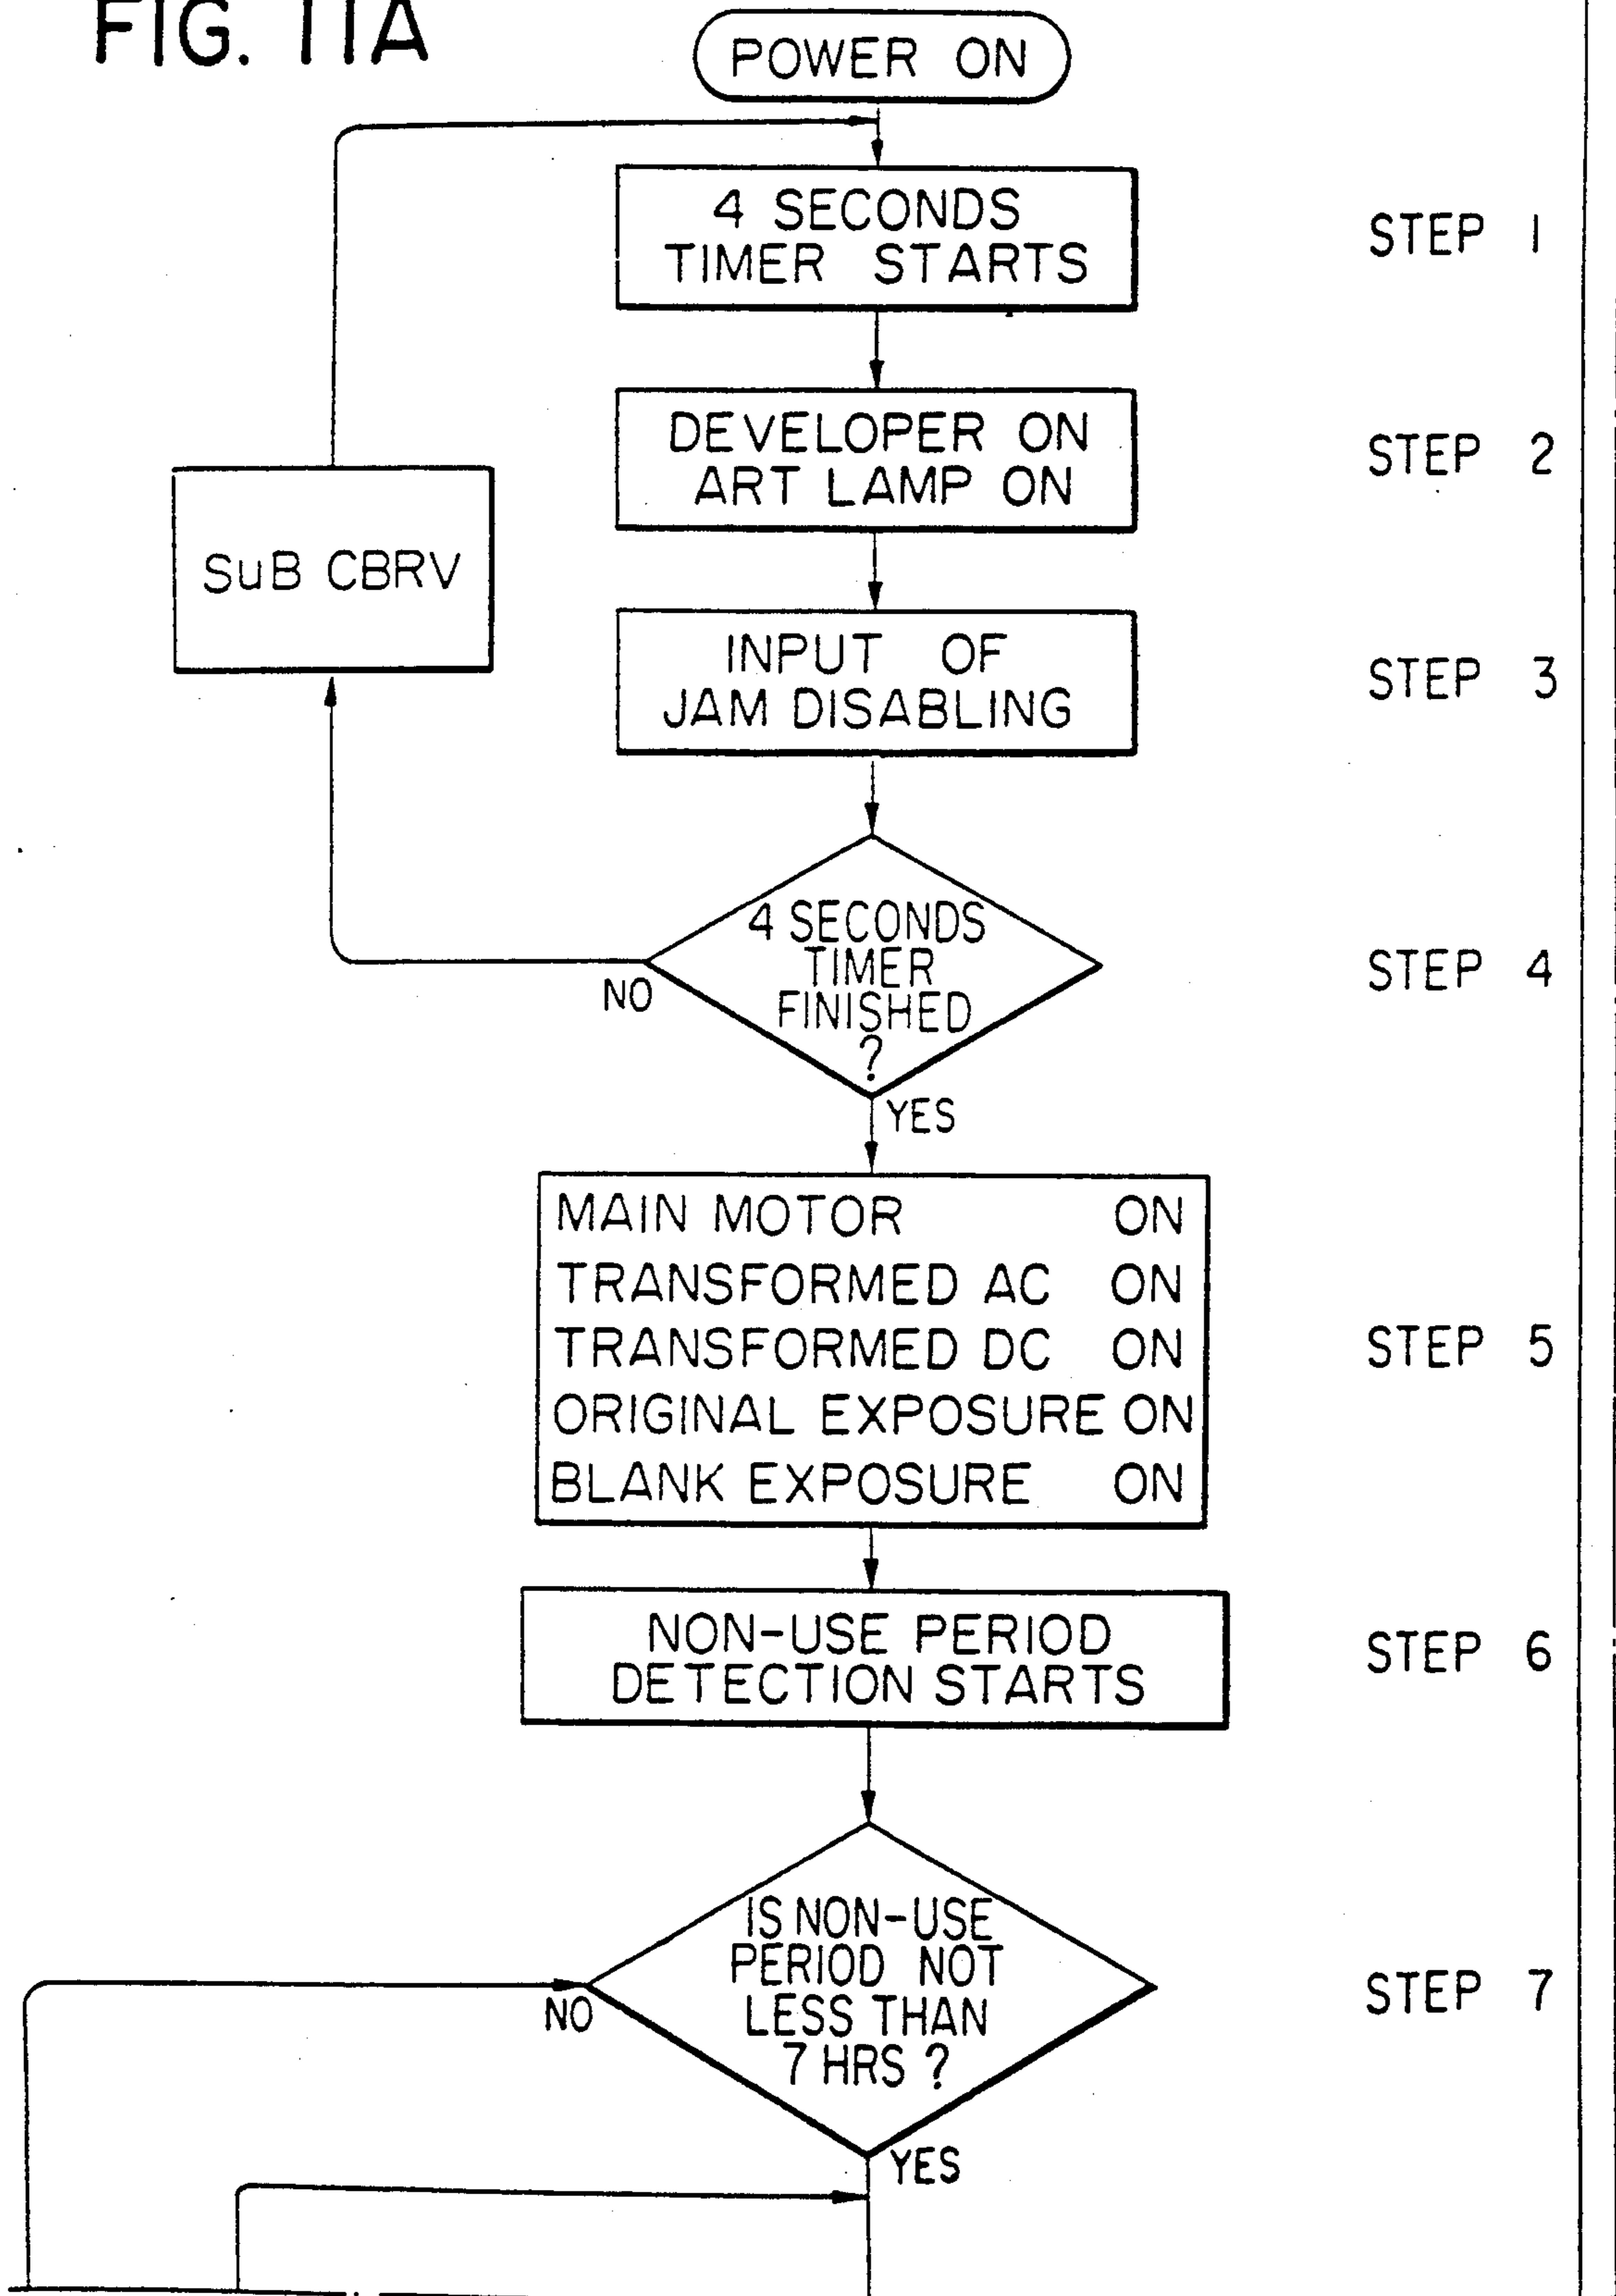 FIG. 11A
POWER ON
4 SECONDS
TIMER STARTS
STEP 1
DEVELOPER ON
ART LAMP ON
STEP 2
SuB CBRV
INPUT OF
JAM DISABLING
STEP 3
4 SECONDS
TIMER
FINISHED
?
STEP 4
NO
YES
MAIN MOTOR ON
TRANSFORMED AC ON
TRANSFORMED DC ON
ORIGINAL EXPOSURE ON
BLANK EXPOSURE ON
STEP 5
NON-USE PERIOD
DETECTION STARTS
STEP 6
IS NON-USE
PERIOD NOT
LESS THAN
7 HRS ?
STEP 7
NO
YES